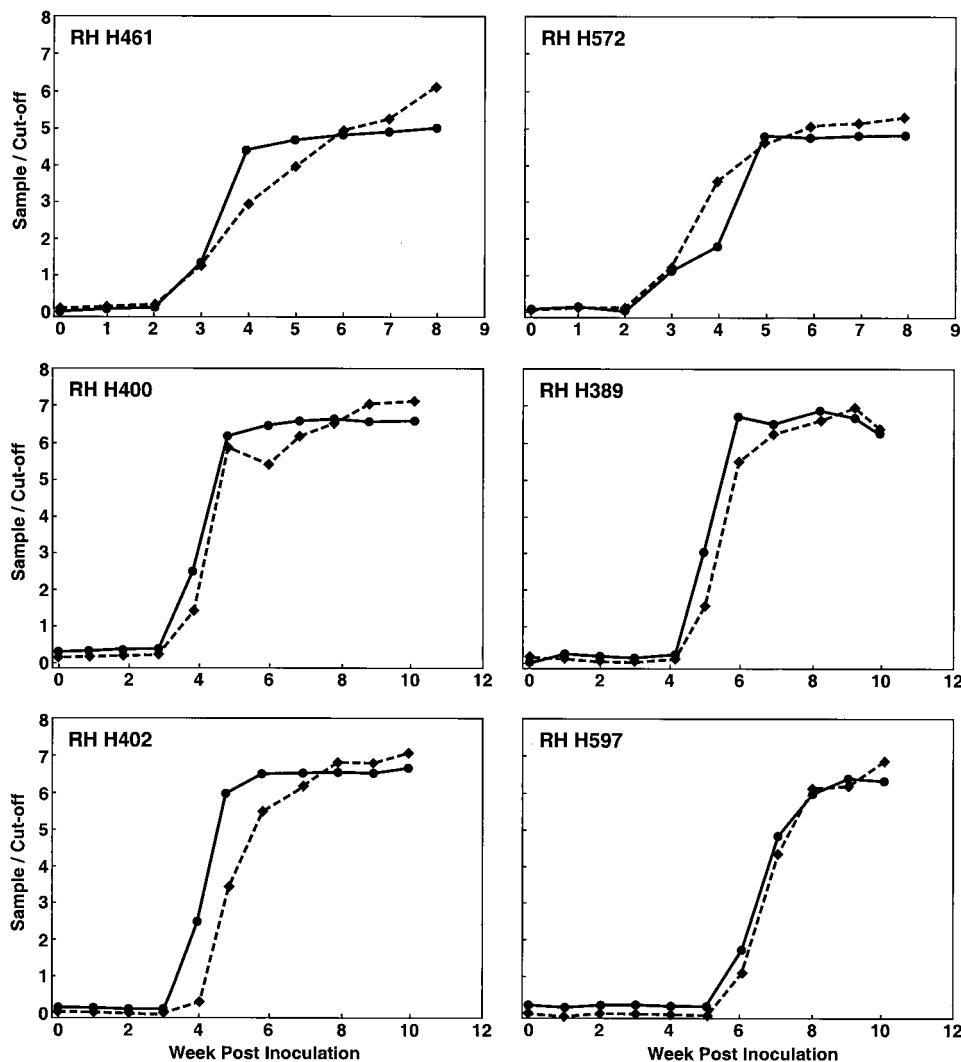 RH H461
RH H572
8
7
6
5
4
3
2
1
0
Sample / Cut-off
0 1 2 3 4 5 6 7 8 9
0 1 2 3 4 5 6 7 8 9
RH H400
RH H389
8
7
6
5
4
3
2
1
0
Sample / Cut-off
0 2 4 6 8 10 12
0 2 4 6 8 10 12
RH H402
RH H597
8
7
6
5
4
3
2
1
0
Sample / Cut-off
0 2 4 6 8 10 12
0 2 4 6 8 10 12
Week Post Inoculation
Week Post Inoculation